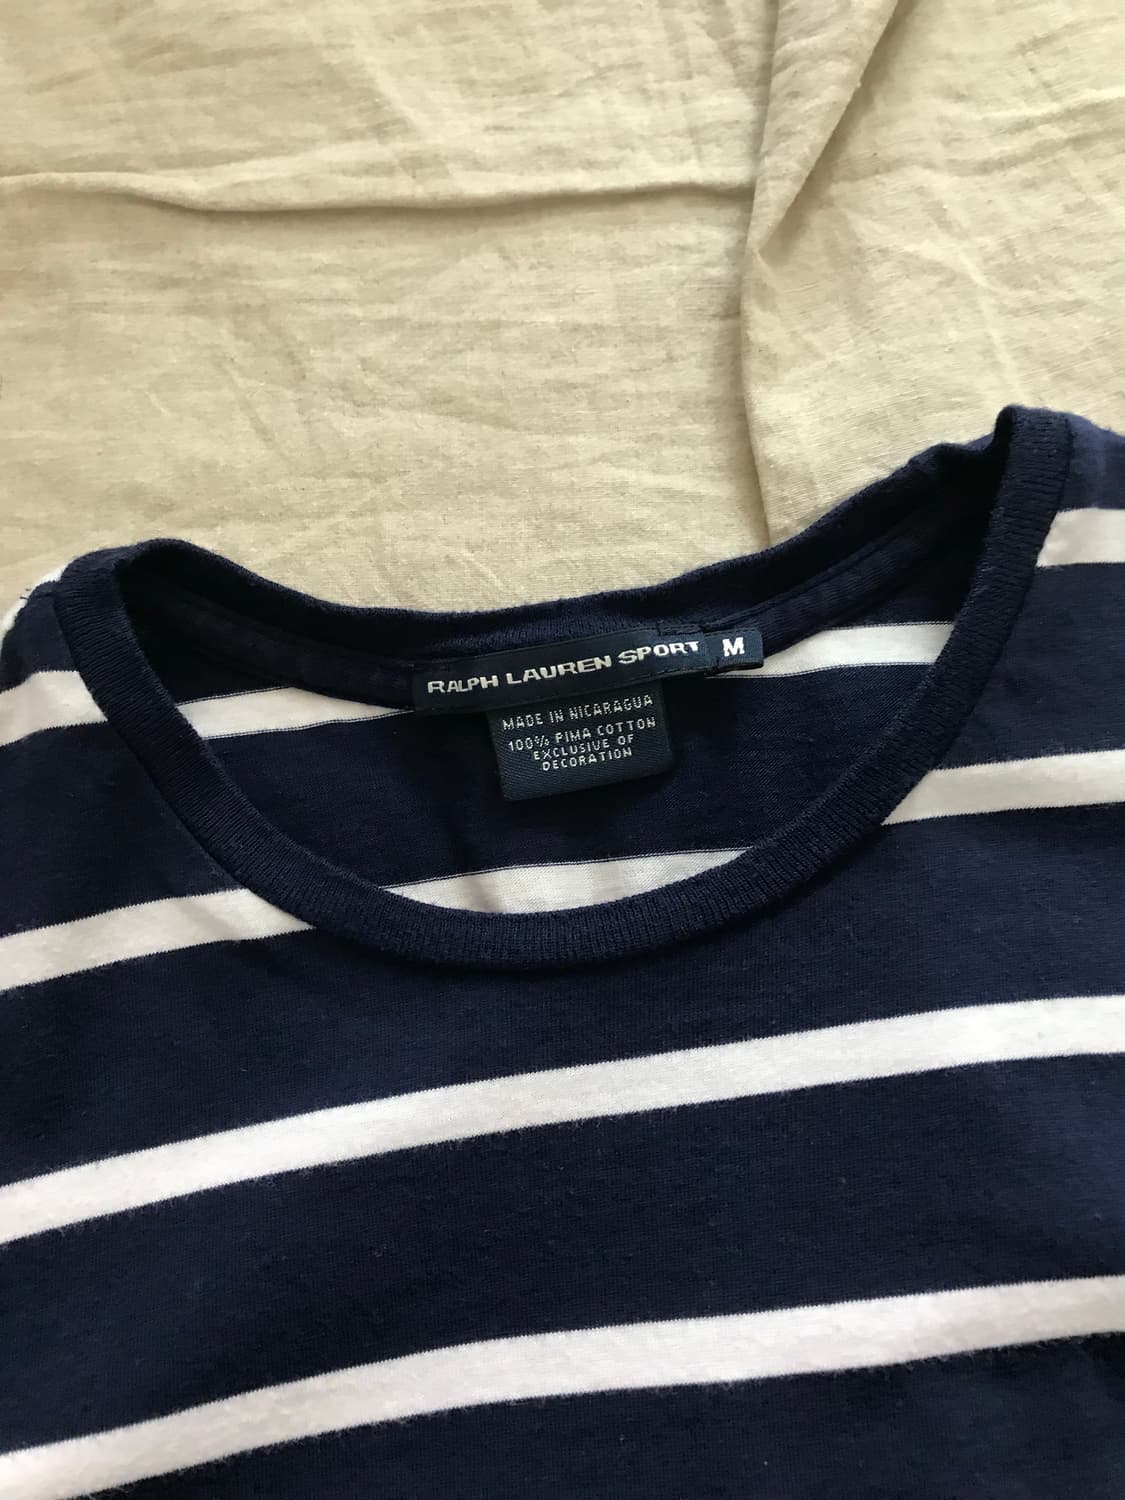 RALPH LAUREN SPORT M
MADE IN NICARAGUA
100% PIMA COTTON
EXCLUSIVE OF
DECORATION